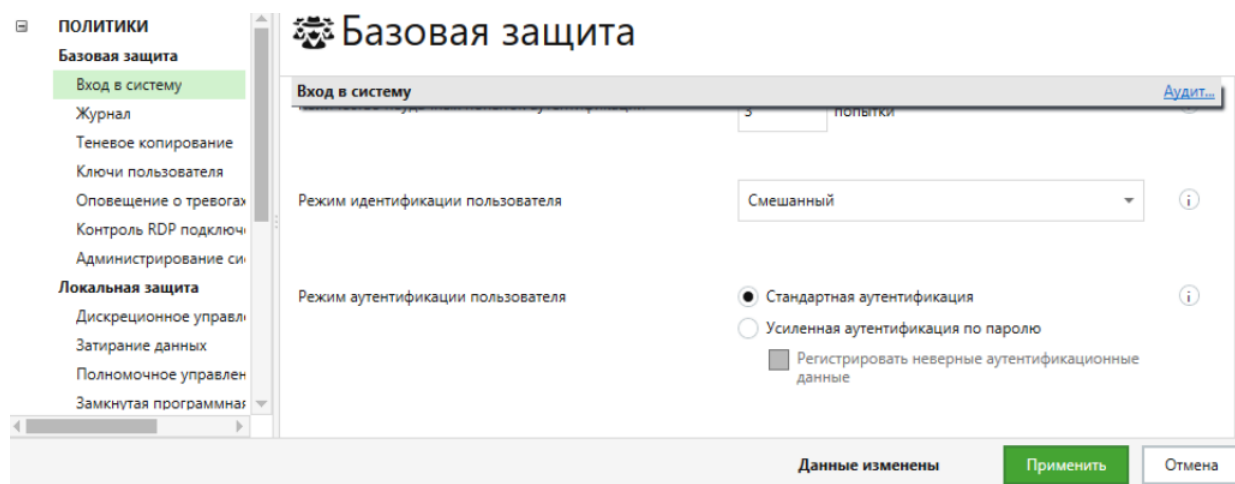 ПОЛИТИКИ
Базовая защита
Вход в систему
Журнал
Теневое копирование
Ключи пользователя
Оповещение о тревогах
Контроль RDP подключ
Администрирование си
Локальная защита
Дискреционное управл
Затирание данных
Полномочное управлен
Замкнутая программная
Базовая защита
Вход в систему
Аудит...
3 попытки
Режим идентификации пользователя
Смешанный
Режим аутентификации пользователя
Стандартная аутентификация
Усиленная аутентификация по паролю
Регистрировать неверные аутентификационные
данные
Данные изменены
Применить
Отмена